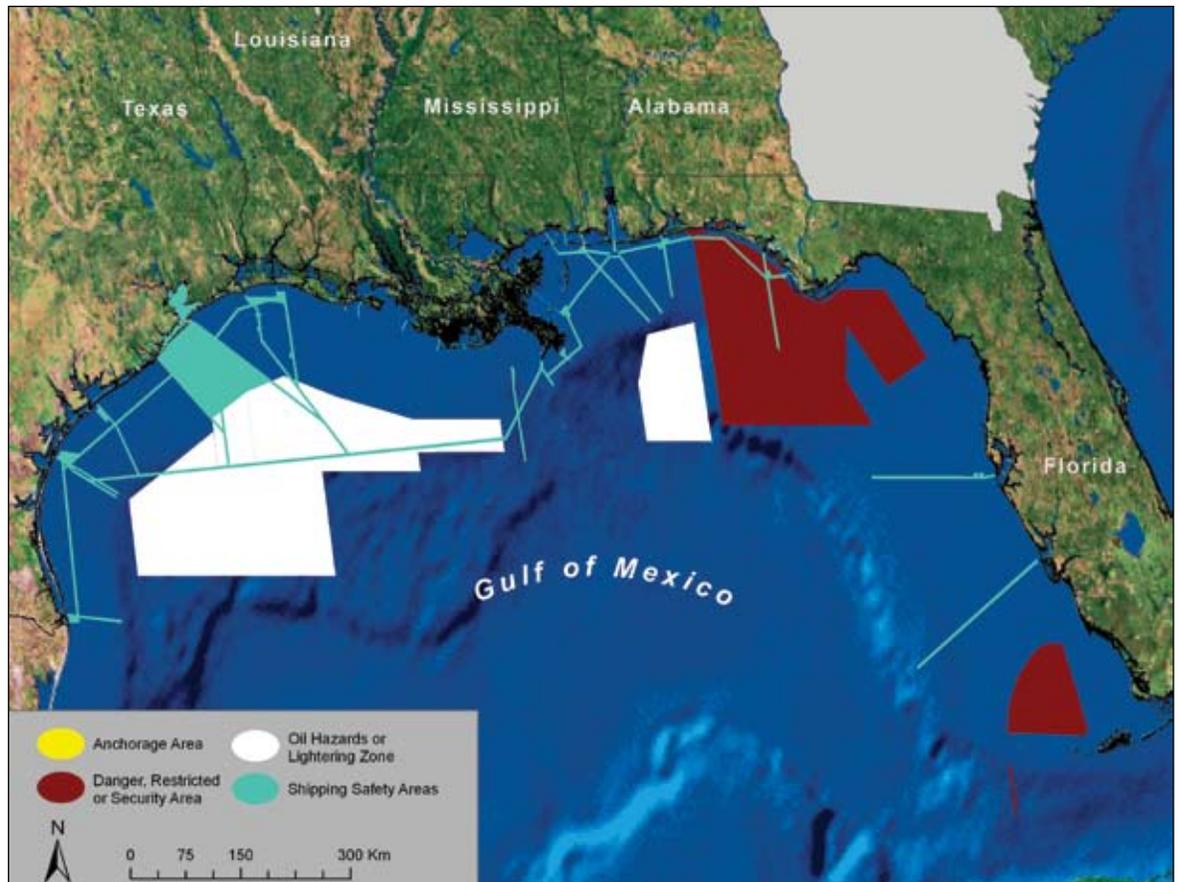 Louisiana
Texas
Mississippi
Alabama
Florida
Gulf of Mexico
Anchorage Area
Oil Hazards or
Lightering Zone
Danger, Restricted
or Security Area
Shipping Safety Areas
N
0 75 150 300 Km